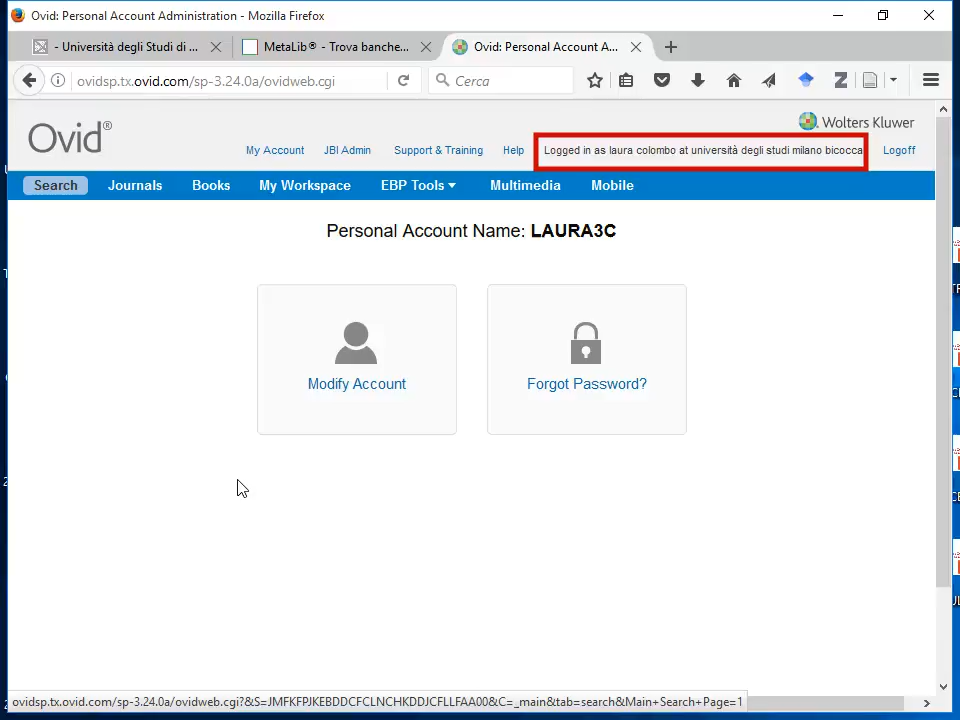 Ovid: Personal Account Administration - Mozilla Firefox
- Università degli Studi di ...
MetaLib® - Trova banche...
Ovid: Personal Account A...
ovidsp.tx.ovid.com/sp-3.24.0a/ovidweb.cgi
Cerca
Ovid®
Wolters Kluwer
My Account
JBI Admin
Support & Training
Help
Logged in as laura colombo at università degli studi milano bicocca
Logoff
Search
Journals
Books
My Workspace
EBP Tools
Multimedia
Mobile
Personal Account Name: LAURA3C
Modify Account
Forgot Password?
ovidsp.tx.ovid.com/sp-3.24.0a/ovidweb.cgi?&S=JMFKFPJKEBDDCFCLNCHKDDJCFLLFAA00&C=_main&tab=search&Main+Search+Page=1